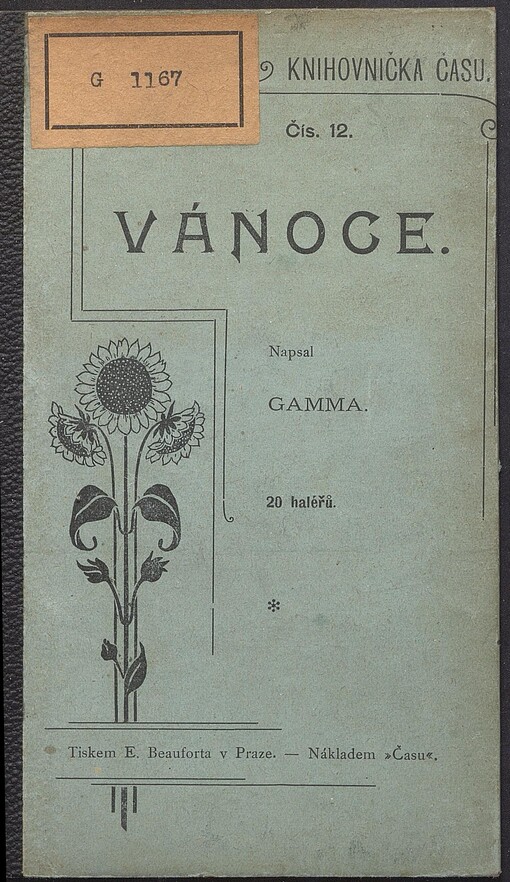 G 1167
KNIHOVNIČKA ČASU.
Čís. 12.
VÁNOCE.
Napsal
GAMMA.
20 haléřů.
*
Tiskem E. Beauforta v Praze. — Nákladem »Času«.